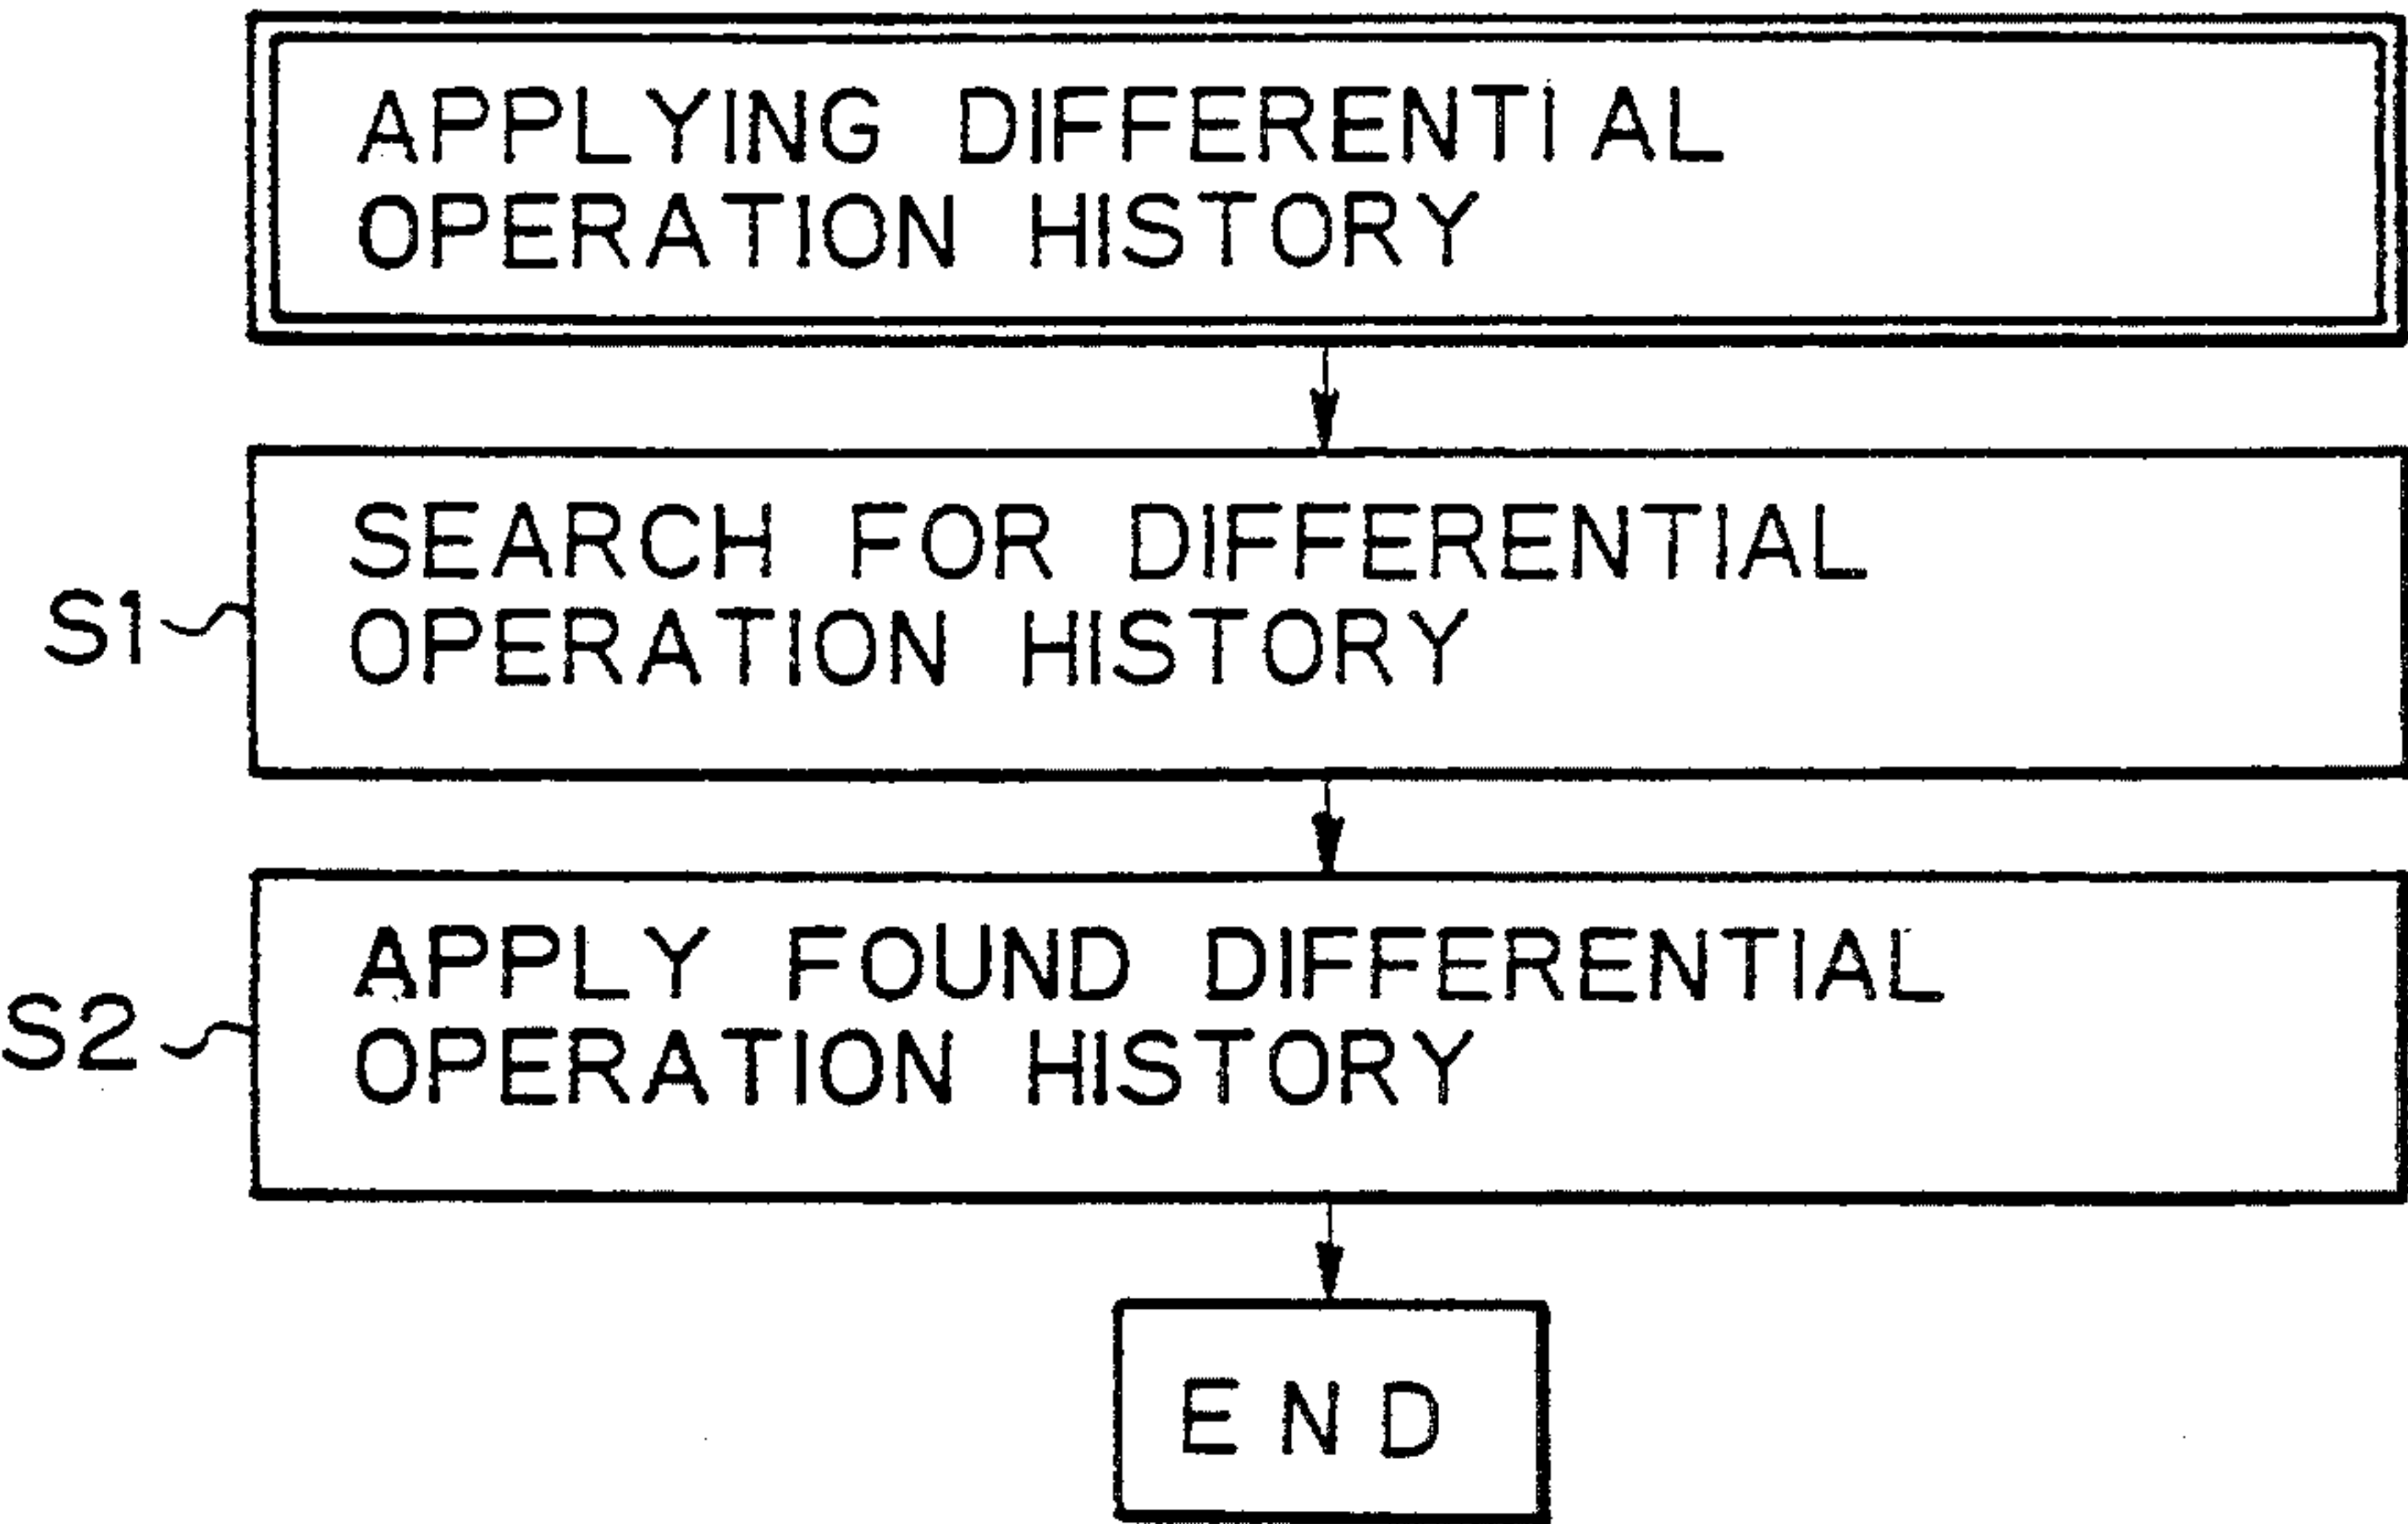 APPLYING DIFFERENTIAL
OPERATION HISTORY
S1
SEARCH FOR DIFFERENTIAL
OPERATION HISTORY
S2
APPLY FOUND DIFFERENTIAL
OPERATION HISTORY
END